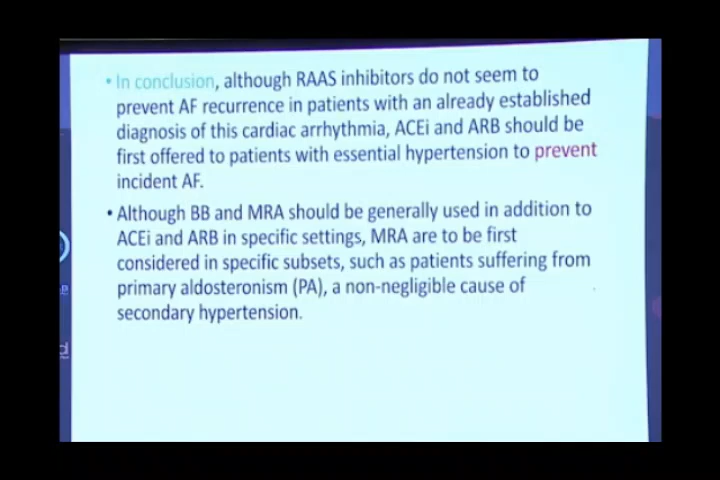 • In conclusion, although RAAS inhibitors do not seem to
prevent AF recurrence in patients with an already established
diagnosis of this cardiac arrhythmia, ACEi and ARB should be
first offered to patients with essential hypertension to prevent
incident AF.
• Although BB and MRA should be generally used in addition to
ACEi and ARB in specific settings, MRA are to be first
considered in specific subsets, such as patients suffering from
primary aldosteronism (PA), a non-negligible cause of
secondary hypertension.